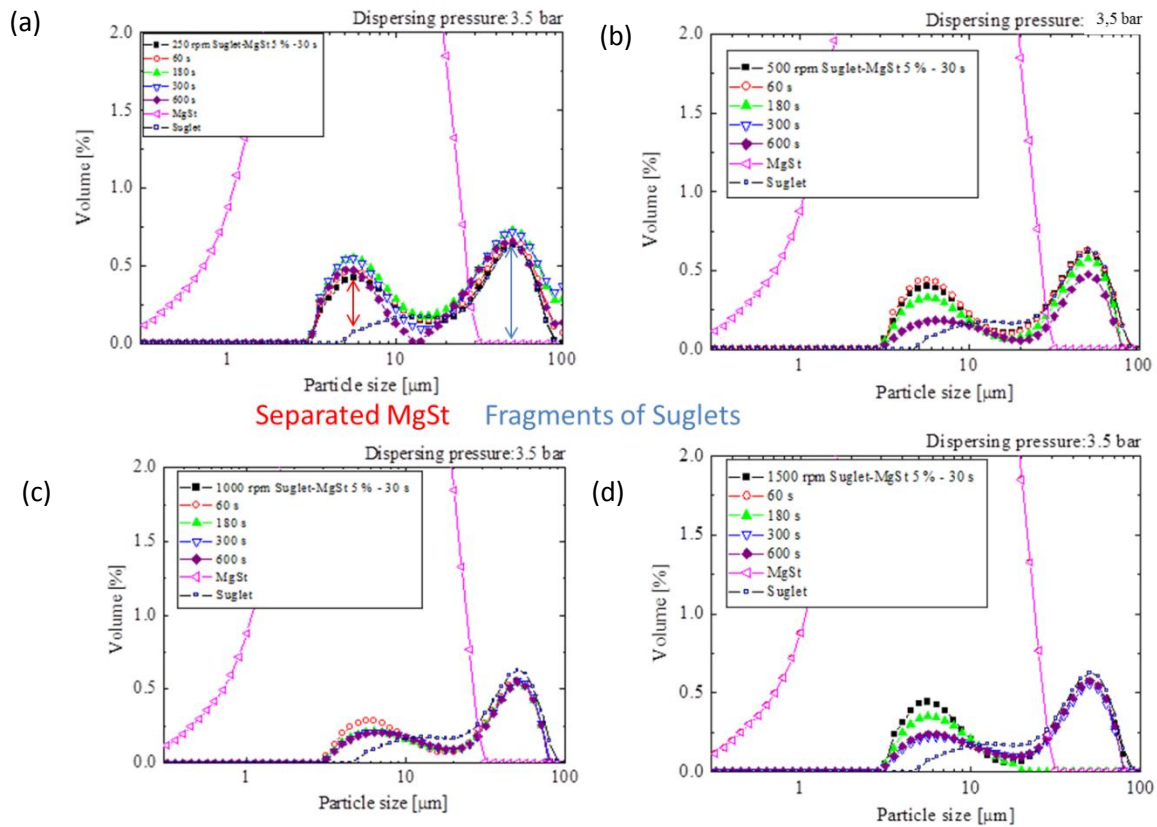 (a)
Dispersing pressure:3.5 bar
2.0
1.5
1.0
0.5
0.0
Volume [%]
250 rpm Suglet-MgSt 5 % -30 s
60 s
180 s
300 s
600 s
MgSt
Suglet
1
10
100
Particle size [μm]
(b)
Dispersing pressure: 3,5 bar
2.0
1.5
1.0
0.5
0.0
Volume [%]
500 rpm Suglet-MgSt 5 % - 30 s
60 s
180 s
300 s
600 s
MgSt
Suglet
1
10
100
Particle size [μm]
Separated MgSt
Fragments of Suglets
(c)
Dispersing pressure:3.5 bar
2.0
1.5
1.0
0.5
0.0
Volume [%]
1000 rpm Suglet-MgSt 5 % - 30 s
60 s
180 s
300 s
600 s
MgSt
Suglet
1
10
100
Particle size [μm]
(d)
Dispersing pressure:3.5 bar
2.0
1.5
1.0
0.5
0.0
Volume [%]
1500 rpm Suglet-MgSt 5 % - 30 s
60 s
180 s
300 s
600 s
MgSt
Suglet
1
10
100
Particle size [μm]